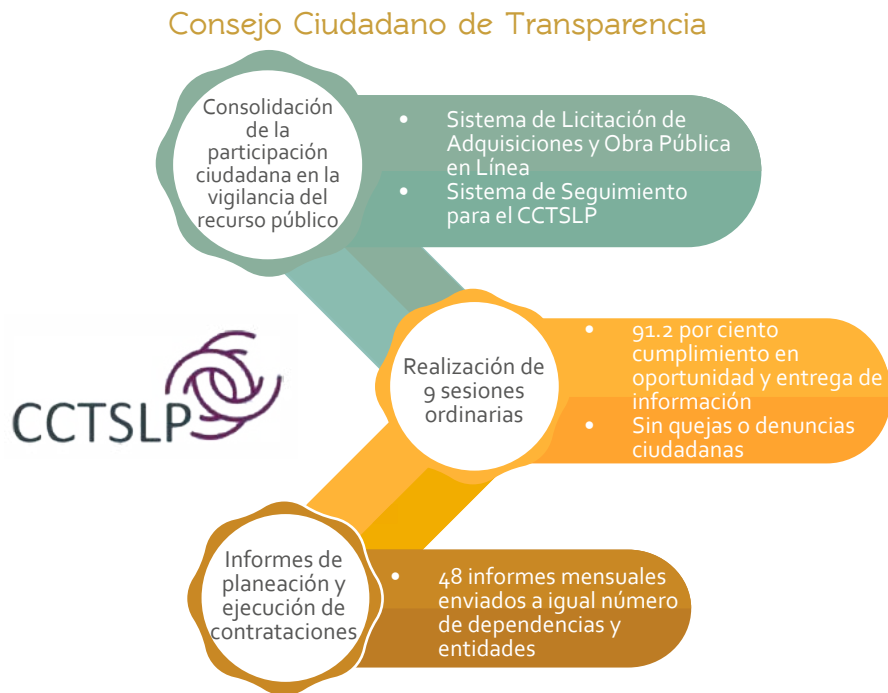 Consejo Ciudadano de Transparencia
Consolidación
de la
participación
ciudadana en la
vigilancia del
recurso público
• Sistema de Licitación de
Adquisiciones y Obra Pública
en Línea
• Sistema de Seguimiento
para el CCTSLP
CCTSLP
Realización de
9 sesiones
ordinarias
• 91.2 por ciento
cumplimiento en
oportunidad y entrega de
información
• Sin quejas o denuncias
ciudadanas
Informes de
planeación y
ejecución de
contrataciones
• 48 informes mensuales
enviados a igual número
de dependencias y
entidades